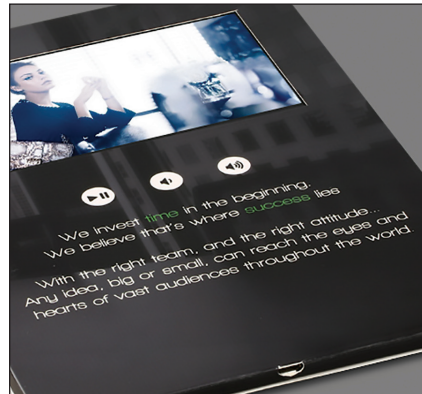 We invest time in the beginning.
We believe that's where success lies
With the right team, and the right attitude...
Any idea, big or small, can reach the eyes and
hearts of vast audiences throughout the world